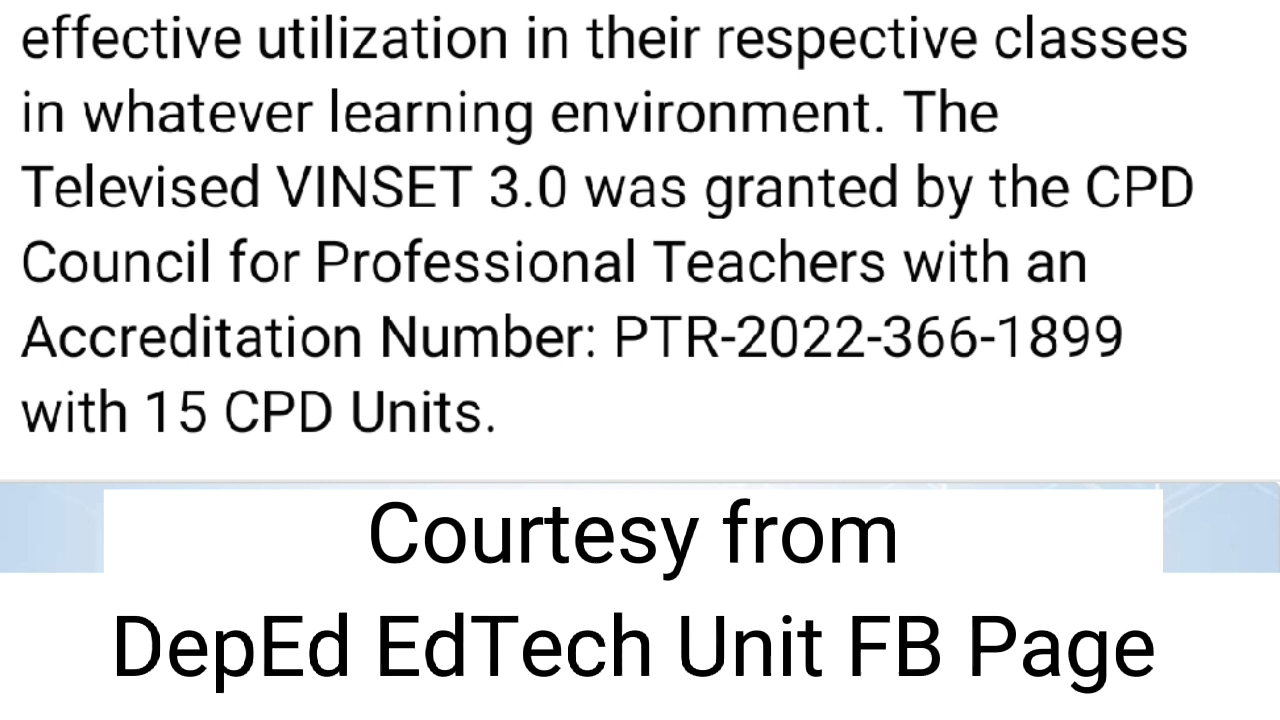 effective utilization in their respective classes
in whatever learning environment. The
Televised VINSET 3.0 was granted by the CPD
Council for Professional Teachers with an
Accreditation Number: PTR-2022-366-1899
with 15 CPD Units.
Courtesy from
DepEd EdTech Unit FB Page